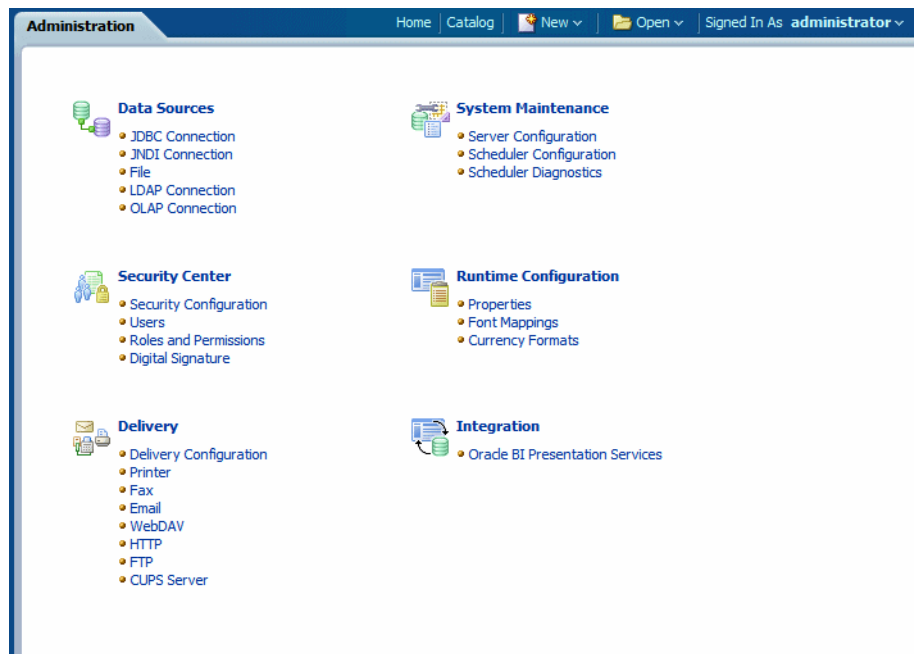 Administration
Home Catalog New Open Signed In As administrator
Data Sources
JDBC Connection
JNDI Connection
File
LDAP Connection
OLAP Connection
System Maintenance
Server Configuration
Scheduler Configuration
Scheduler Diagnostics
Security Center
Security Configuration
Users
Roles and Permissions
Digital Signature
Runtime Configuration
Properties
Font Mappings
Currency Formats
Delivery
Delivery Configuration
Printer
Fax
Email
WebDAV
HTTP
FTP
CUPS Server
Integration
Oracle BI Presentation Services